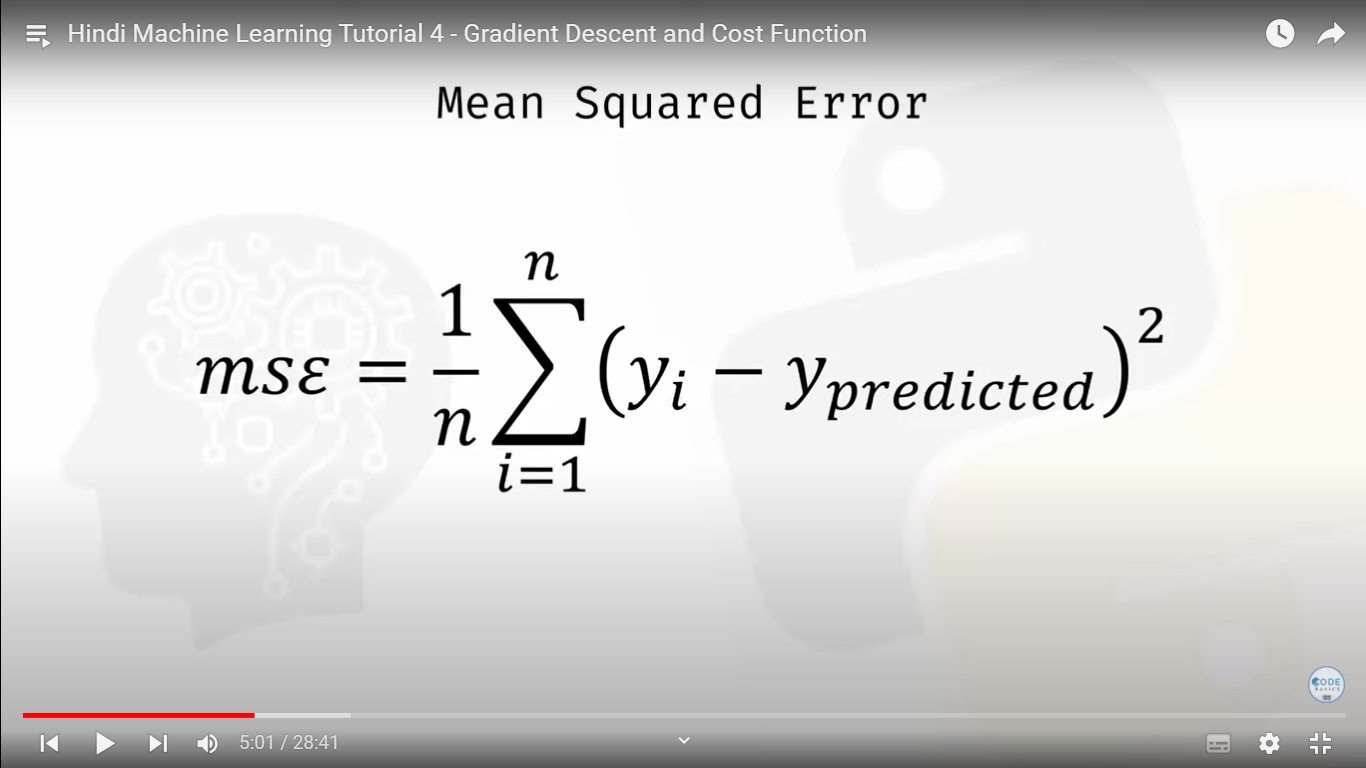 Hindi Machine Learning Tutorial 4 - Gradient Descent and Cost Function
Mean Squared Error
msε = \frac{1}{n} \sum_{i=1}^{n} (y_i - y_{predicted})^2
CODE
BASICS
5:01 / 28:41